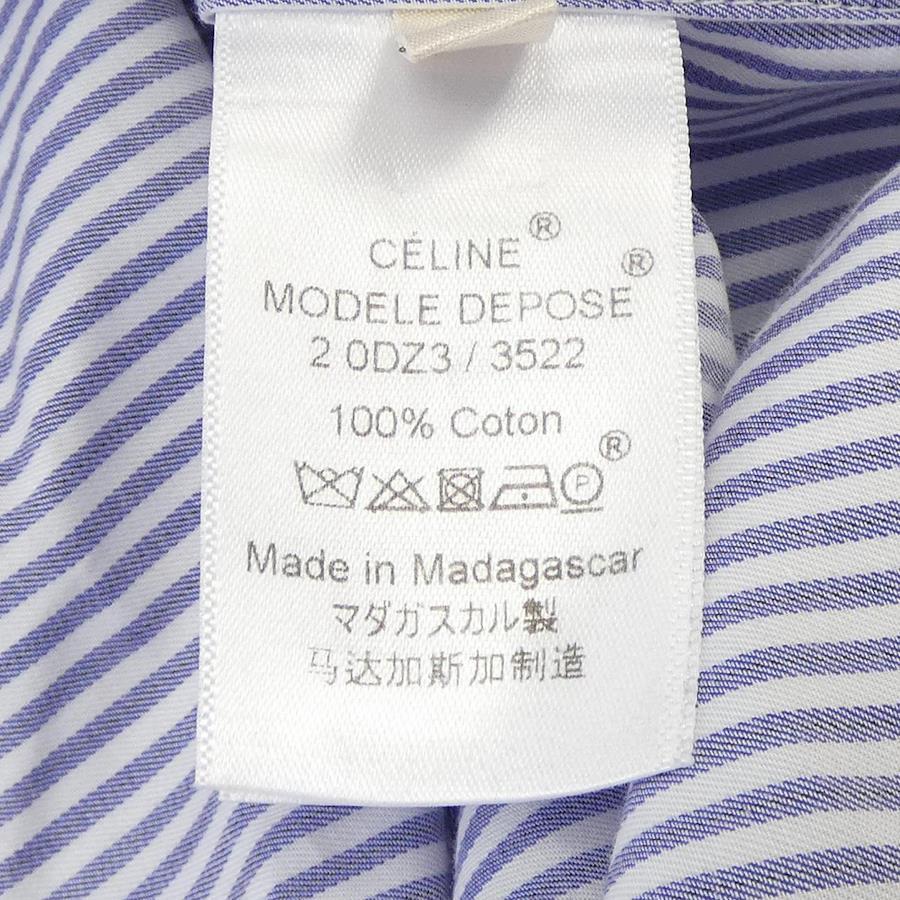 CÉLINE®
MODELE DEPOSE®
2 0DZ3 / 3522
100% Coton
P ®
Made in Madagascar
マダガスカル製
马达加斯加制造